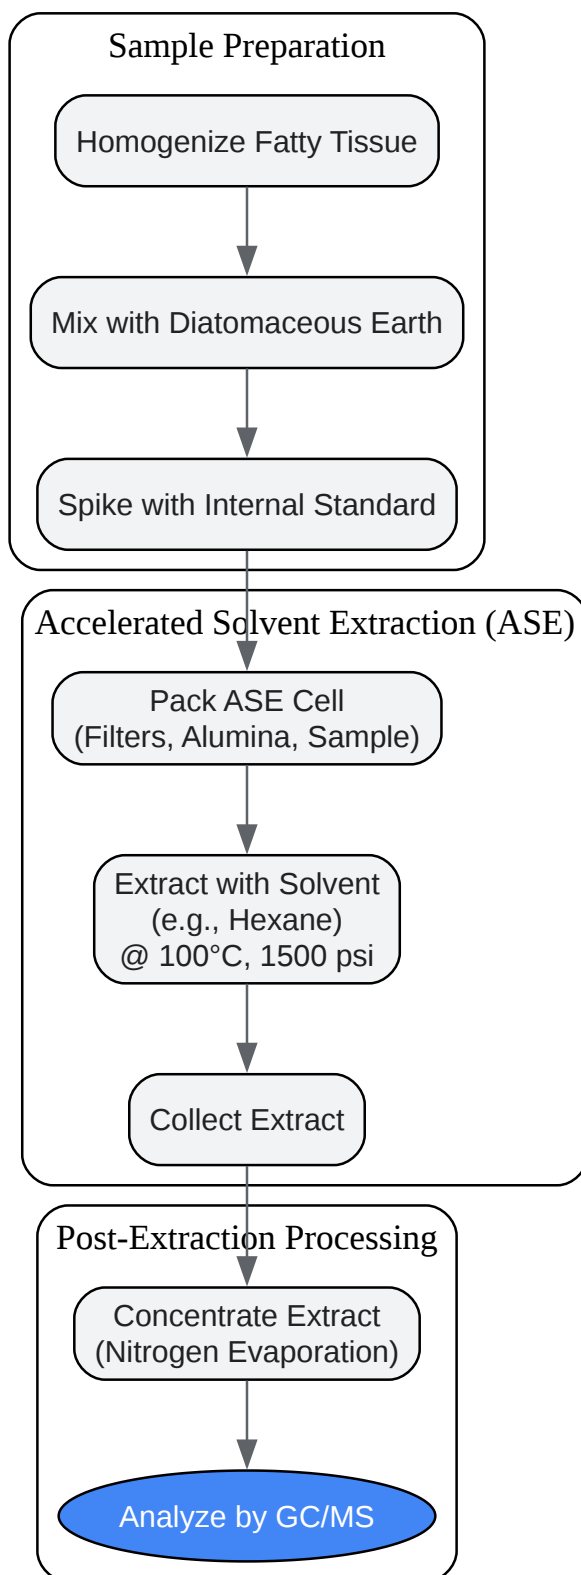 Sample Preparation
Homogenize Fatty Tissue
Mix with Diatomaceous Earth
Spike with Internal Standard
Accelerated Solvent Extraction (ASE)
Pack ASE Cell
(Filters, Alumina, Sample)
Extract with Solvent
(e.g., Hexane)
@ 100°C, 1500 psi
Collect Extract
Post-Extraction Processing
Concentrate Extract
(Nitrogen Evaporation)
Analyze by GC/MS